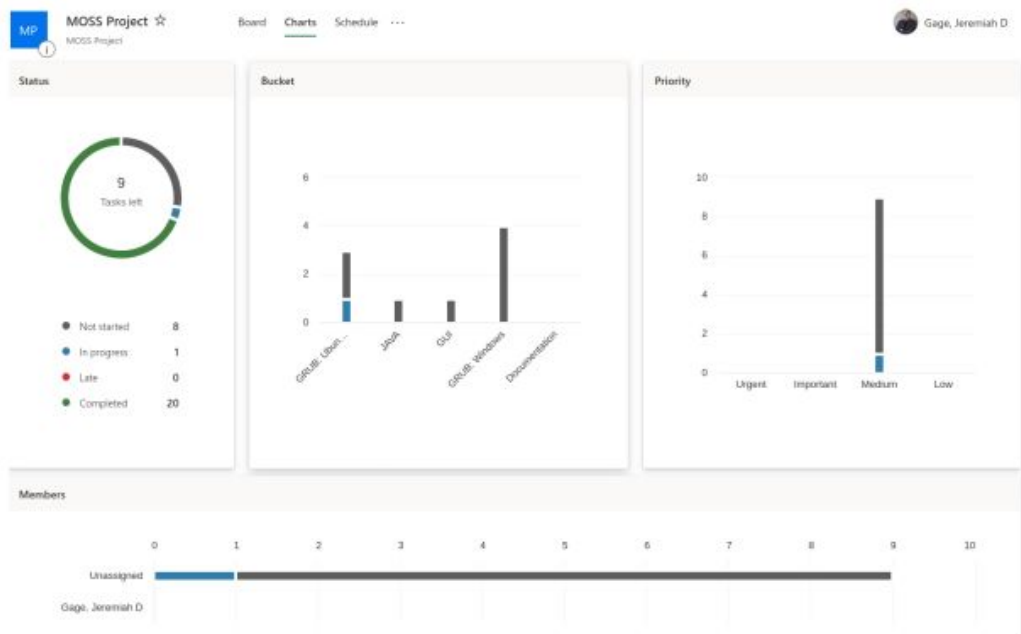 MP
MOSS Project ☆
MOSS Project
i
Board Charts Schedule ···
Gage, Jeremiah D
Status
9
Tasks left
Not started 8
In progress 1
Late 0
Completed 20
Bucket
6
4
2
0
GRUB: Ubun...
JAVA
GUI
GRUB: Windows
Documentation
Priority
10
8
6
4
2
0
Urgent Important Medium Low
Members
0 1 2 3 4 5 6 7 8 9 10
Unassigned
Gage, Jeremiah D